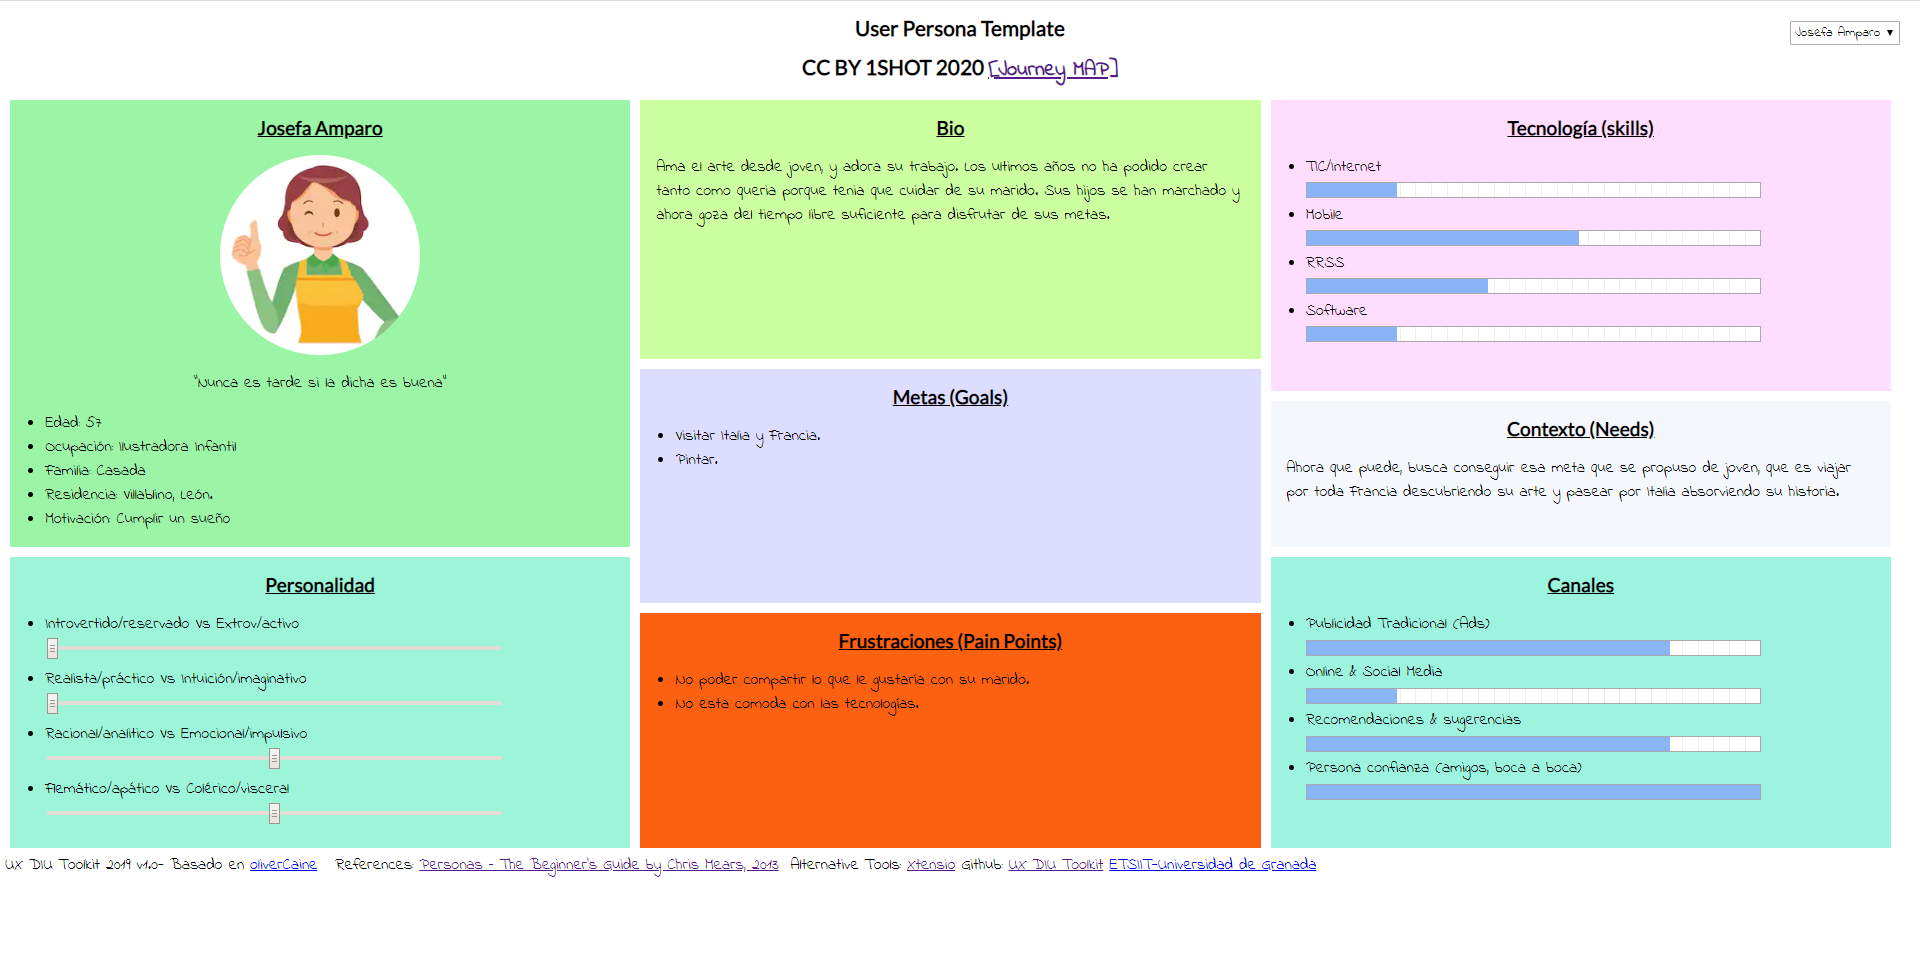 User Persona Template
Josefa Amparo ▼
CC BY 1SHOT 2020 [Journey MAP]
Josefa Amparo
"Nunca es tarde si la dicha es buena"
Edad: 57
Ocupación: Ilustradora Infantil
Familia: Casada
Residencia: Villablino, León.
Motivación: Cumplir un sueño
Personalidad
Introvertido/reservado Vs Extrov/activo
Realista/práctico Vs Intuición/imaginativo
Racional/analítico Vs Emocional/impulsivo
Flemático/apático Vs Colérico/visceral
Bio
Ama el arte desde joven, y adora su trabajo. Los ultimos años no ha podido crear
tanto como queria porque tenia que cuidar de su marido. Sus hijos se han marchado y
ahora goza del tiempo libre suficiente para disfrutar de sus metas.
Metas (Goals)
Visitar Italia y Francia.
Pintar.
Frustraciones (Pain Points)
No poder compartir lo que le gustaría con su marido.
No esta comoda con las tecnologías.
Tecnología (skills)
TIC/Internet
Mobile
RRSS
Software
Contexto (Needs)
Ahora que puede, busca conseguir esa meta que se propuso de joven, que es viajar
por toda Francia descubriendo su arte y pasear por Italia absorviendo su historia.
Canales
Publicidad Tradicional (Ads)
Online & Social Media
Recomendaciones & sugerencias
Persona confianza (amigos, boca a boca)
UX DIU Toolkit 2019 v1.0- Basado en oliverCaine References: Personas - The Beginner's Guide by Chris Mears, 2013 Alternative Tools: Xtensio Github: UX DIU Toolkit ETSIIT-Universidad de Granada